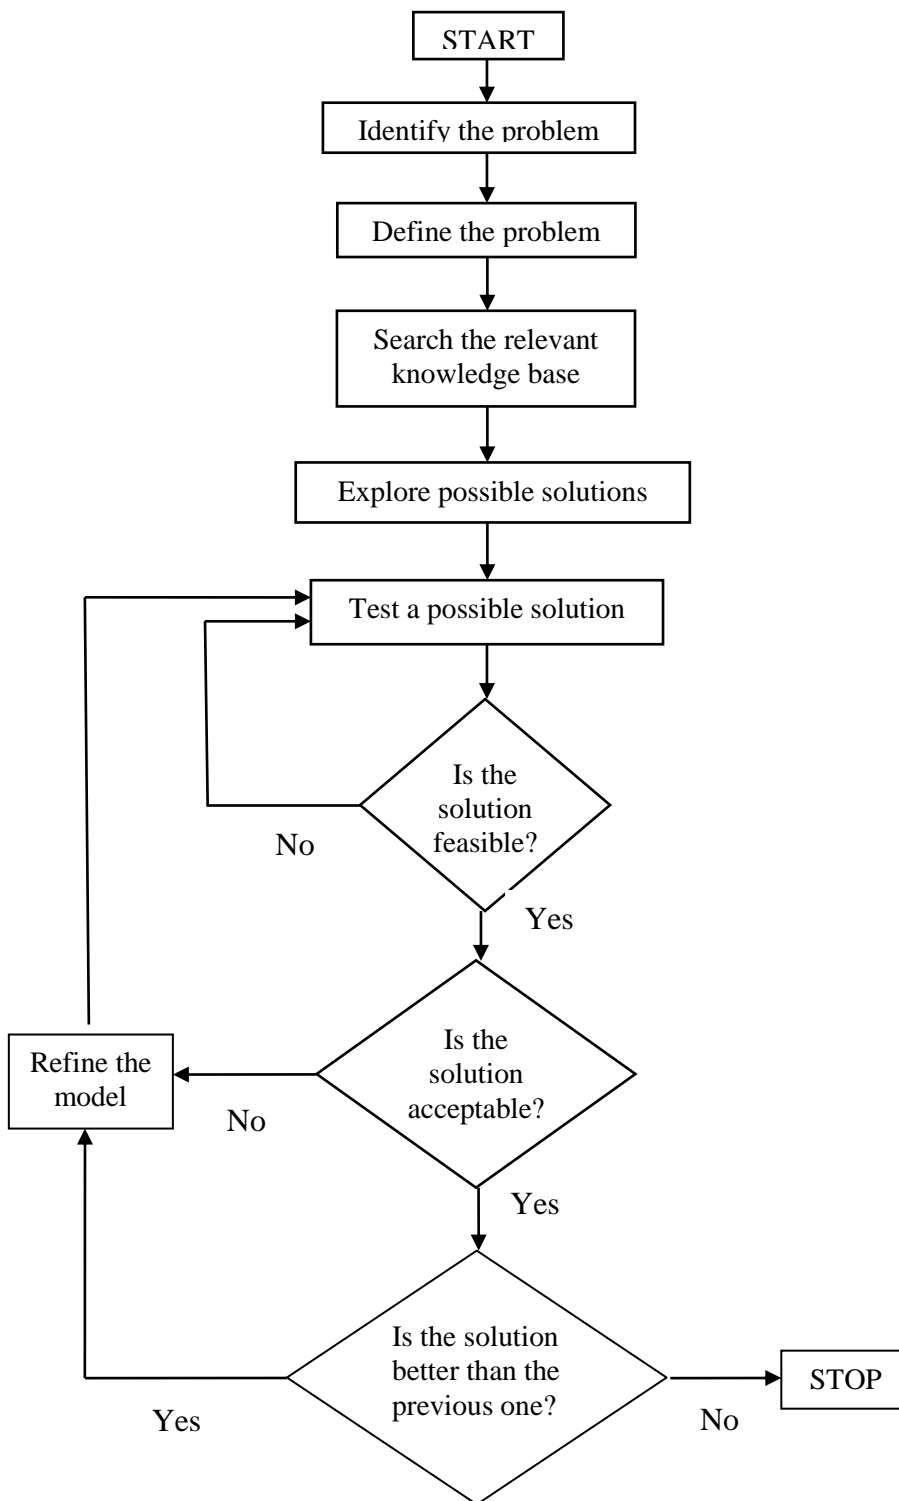 START
Identify the problem
Define the problem
Search the relevant
knowledge base
Explore possible solutions
Test a possible solution
Is the
solution
feasible?
No
Yes
Is the
solution
acceptable?
Refine the
model
No
Yes
Is the solution
better than the
previous one?
Yes
No
STOP